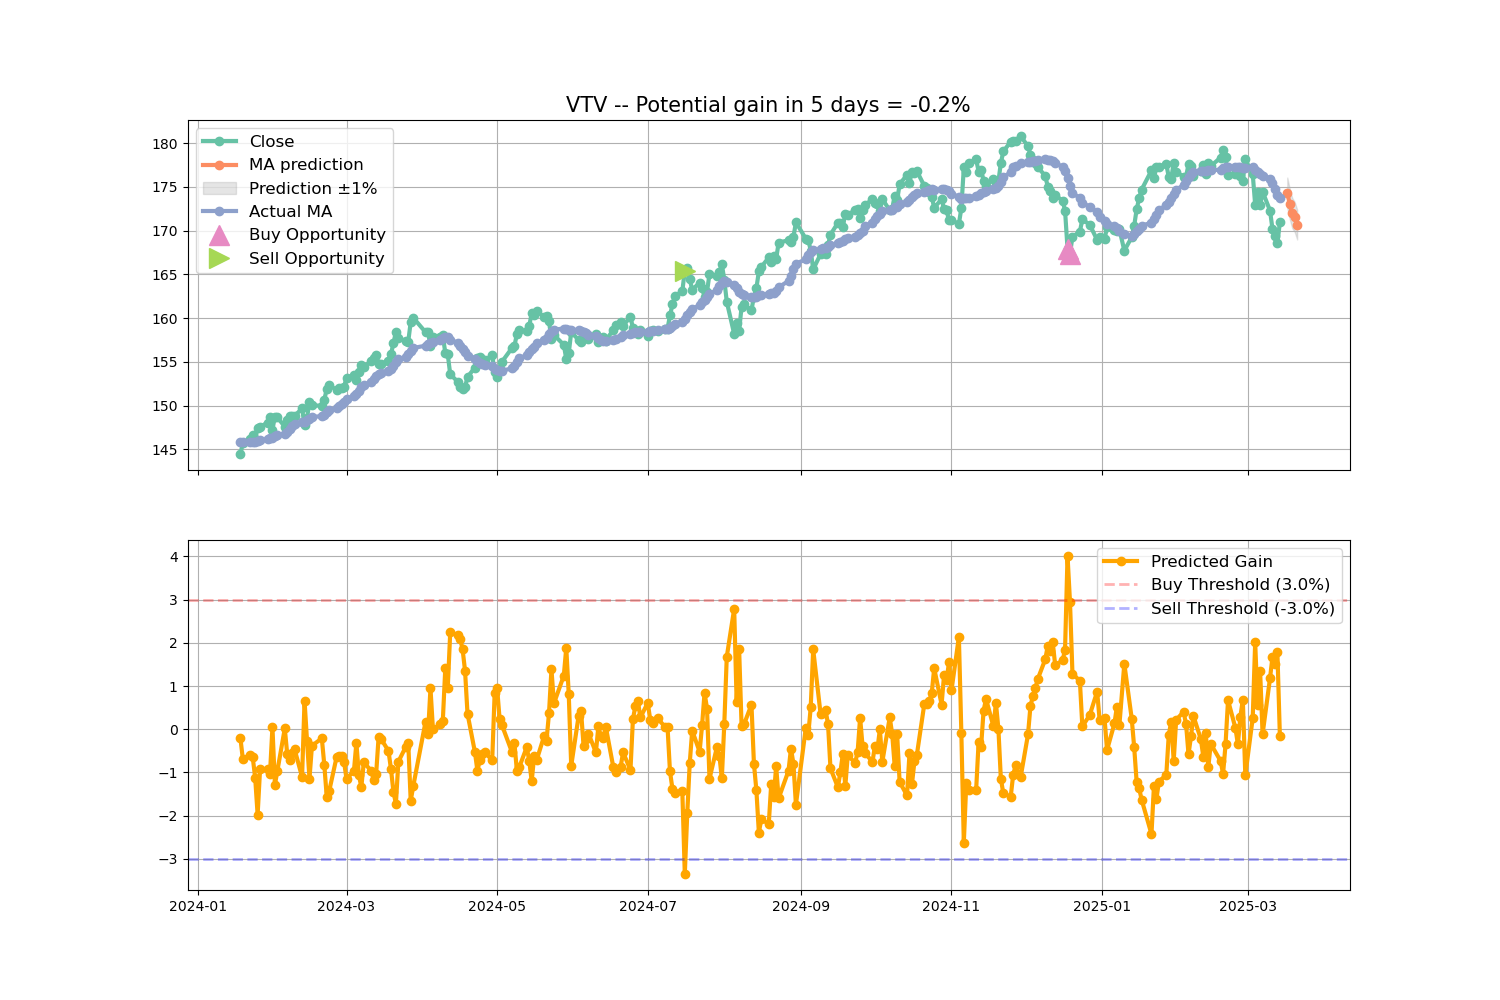 VTV -- Potential gain in 5 days = -0.2%
180
175
170
165
160
155
150
145
Close
MA prediction
Prediction ±1%
Actual MA
Buy Opportunity
Sell Opportunity
4
3
2
1
0
−1
−2
−3
Predicted Gain
Buy Threshold (3.0%)
Sell Threshold (-3.0%)
2024-01
2024-03
2024-05
2024-07
2024-09
2024-11
2025-01
2025-03